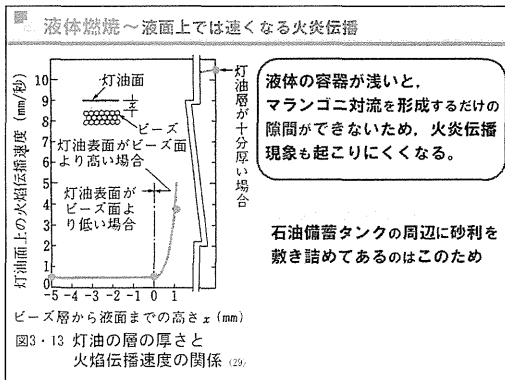 液体燃焼～液面上では速くなる火炎伝播
灯油面上の火焔伝播速度 (mm/秒)
10
9
8
7
6
5
4
3
2
1
0
灯油面
x
ビーズ
灯油表面がビーズ面
より高い場合
灯油表面が
ビーズ面よ
り低い場合
-5 -4 -3 -2 -1 0 1
ビーズ層から液面までの高さ x (mm)
灯油層が十分厚い場合
図3・13 灯油の層の厚さと
火焔伝播速度の関係 (29)
液体の容器が浅いと，
マランゴニ対流を形成するだけの
隙間ができないため，火炎伝播
現象も起こりにくくなる。
石油備蓄タンクの周辺に砂利を
敷き詰めてあるのはこのため